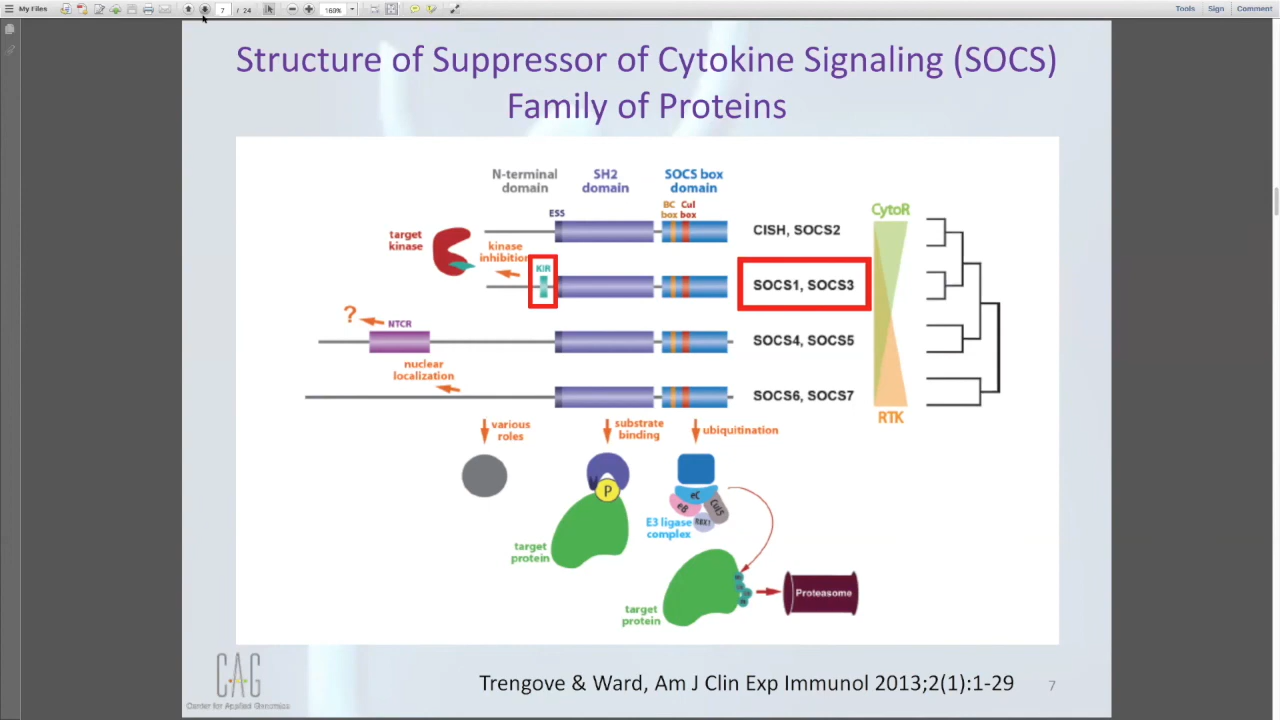 My Files
7 / 24
169%
Tools
Sign
Comment
Structure of Suppressor of Cytokine Signaling (SOCS)
Family of Proteins
N-terminal
domain
SH2
domain
SOCS box
domain
ESS
BC
box
Cul
box
CytoR
CISH, SOCS2
target
kinase
kinase
inhibition
KIR
SOCS1, SOCS3
?
NTCR
SOCS4, SOCS5
nuclear
localization
SOCS6, SOCS7
RTK
various
roles
substrate
binding
ubiquitination
P
eC
eB
Cul5
RBX1
E3 ligase
complex
target
protein
target
protein
Proteasome
CAG
Center for Applied Genomics
Trengove & Ward, Am J Clin Exp Immunol 2013;2(1):1-29
7